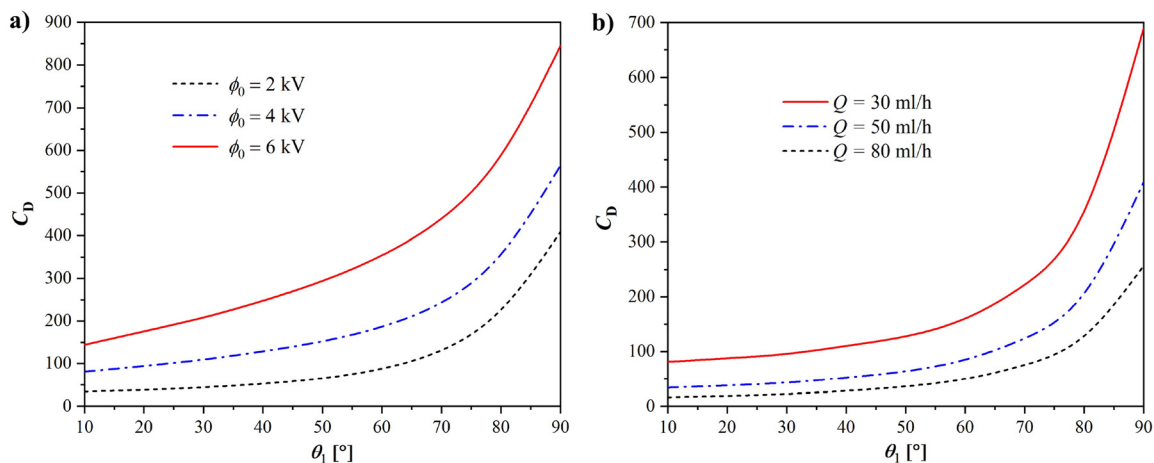 a)
900
800
700
600
500
400
300
200
100
0
C_D
ϕ₀ = 2 kV
ϕ₀ = 4 kV
ϕ₀ = 6 kV
10 20 30 40 50 60 70 80 90
θ₁ [°]
b)
700
600
500
400
300
200
100
0
C_D
Q = 30 ml/h
Q = 50 ml/h
Q = 80 ml/h
10 20 30 40 50 60 70 80 90
θ₁ [°]